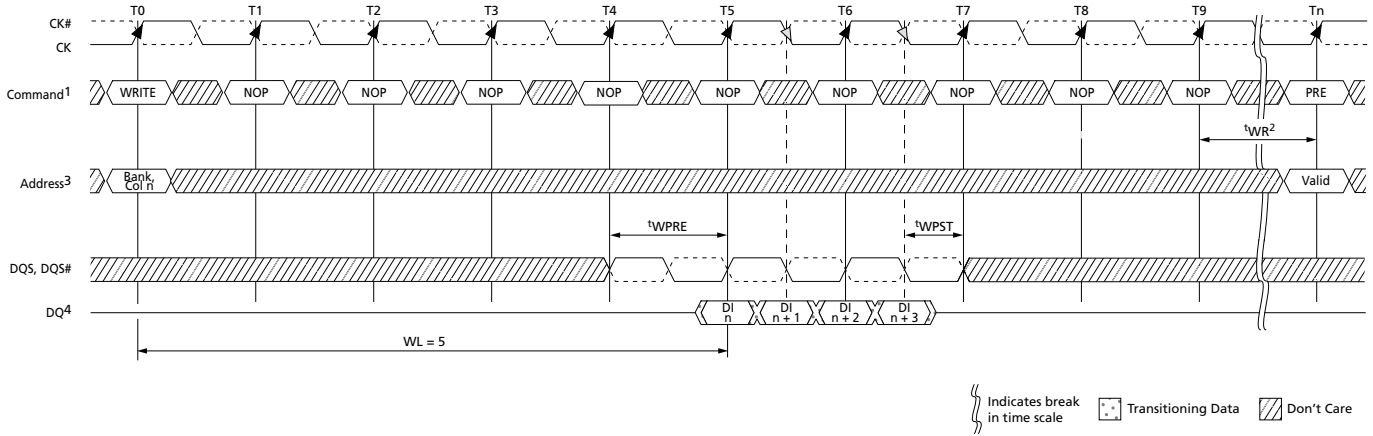 T0 T1 T2 T3 T4 T5 T6 T7 T8 T9 Tn
CK#
CK
Command1 WRITE NOP NOP NOP NOP NOP NOP NOP NOP NOP PRE
tWR2
Address3 Bank, Col n Valid
tWPRE tWPST
DQS, DQS#
DQ4 DI n DI n + 1 DI n + 2 DI n + 3
WL = 5
Indicates break in time scale
Transitioning Data
Don't Care